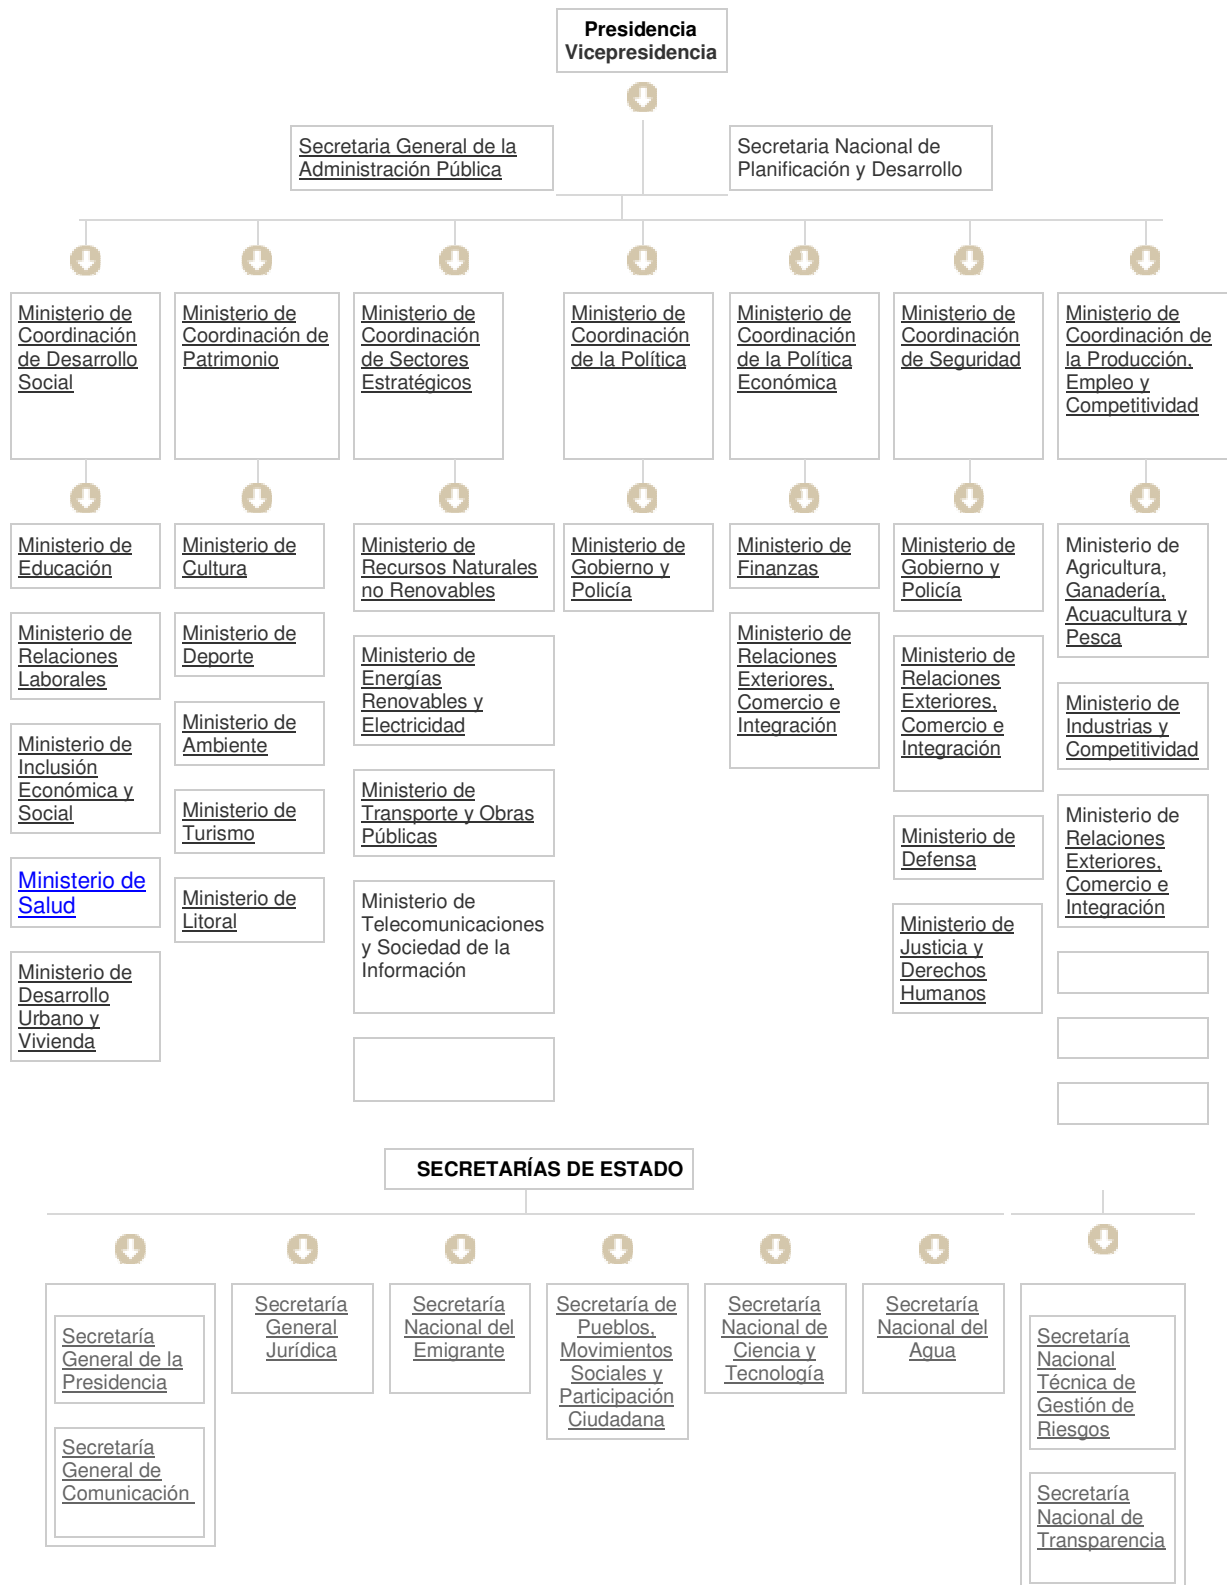 Presidencia
Vicepresidencia
Secretaria General de la
Administración Pública
Secretaria Nacional de
Planificación y Desarrollo
Ministerio de
Coordinación
de Desarrollo
Social
Ministerio de
Coordinación de
Patrimonio
Ministerio de
Coordinación
de Sectores
Estratégicos
Ministerio de
Coordinación
de la Política
Ministerio de
Coordinación
de la Política
Económica
Ministerio de
Coordinación
de Seguridad
Ministerio de
Coordinación de
la Producción,
Empleo y
Competitividad
Ministerio de
Educación
Ministerio de
Relaciones
Laborales
Ministerio de
Inclusión
Económica y
Social
Ministerio de
Salud
Ministerio de
Desarrollo
Urbano y
Vivienda
Ministerio de
Cultura
Ministerio de
Deporte
Ministerio de
Ambiente
Ministerio de
Turismo
Ministerio de
Litoral
Ministerio de
Recursos Naturales
no Renovables
Ministerio de
Energías
Renovables y
Electricidad
Ministerio de
Transporte y Obras
Públicas
Ministerio de
Telecomunicaciones
y Sociedad de la
Información
Ministerio de
Gobierno y
Policía
Ministerio de
Finanzas
Ministerio de
Relaciones
Exteriores,
Comercio e
Integración
Ministerio de
Gobierno y
Policía
Ministerio de
Relaciones
Exteriores,
Comercio e
Integración
Ministerio de
Defensa
Ministerio de
Justicia y
Derechos
Humanos
Ministerio de
Agricultura,
Ganadería,
Acuacultura y
Pesca
Ministerio de
Industrias y
Competitividad
Ministerio de
Relaciones
Exteriores,
Comercio e
Integración
SECRETARÍAS DE ESTADO
Secretaría
General de la
Presidencia
Secretaría
General de
Comunicación
Secretaría
General
Jurídica
Secretaría
Nacional del
Emigrante
Secretaría de
Pueblos,
Movimientos
Sociales y
Participación
Ciudadana
Secretaría
Nacional de
Ciencia y
Tecnología
Secretaría
Nacional del
Agua
Secretaría
Nacional
Técnica de
Gestión de
Riesgos
Secretaría
Nacional de
Transparencia